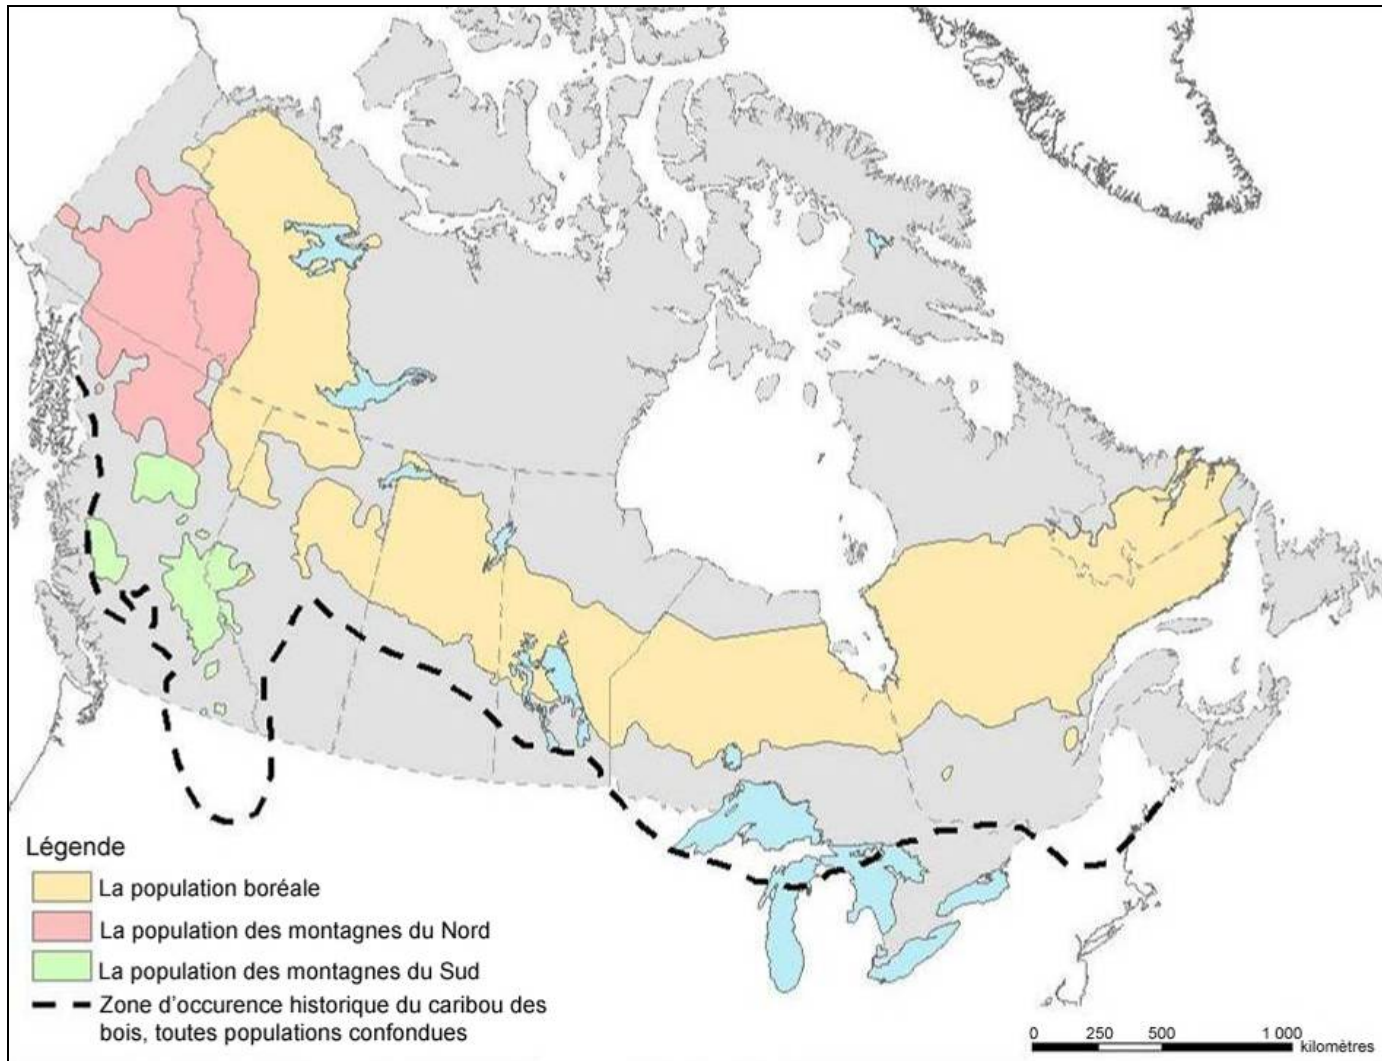 Légende
La population boréale
La population des montagnes du Nord
La population des montagnes du Sud
Zone d'occurence historique du caribou des
bois, toutes populations confondues
0 250 500 1 000
kilomètres